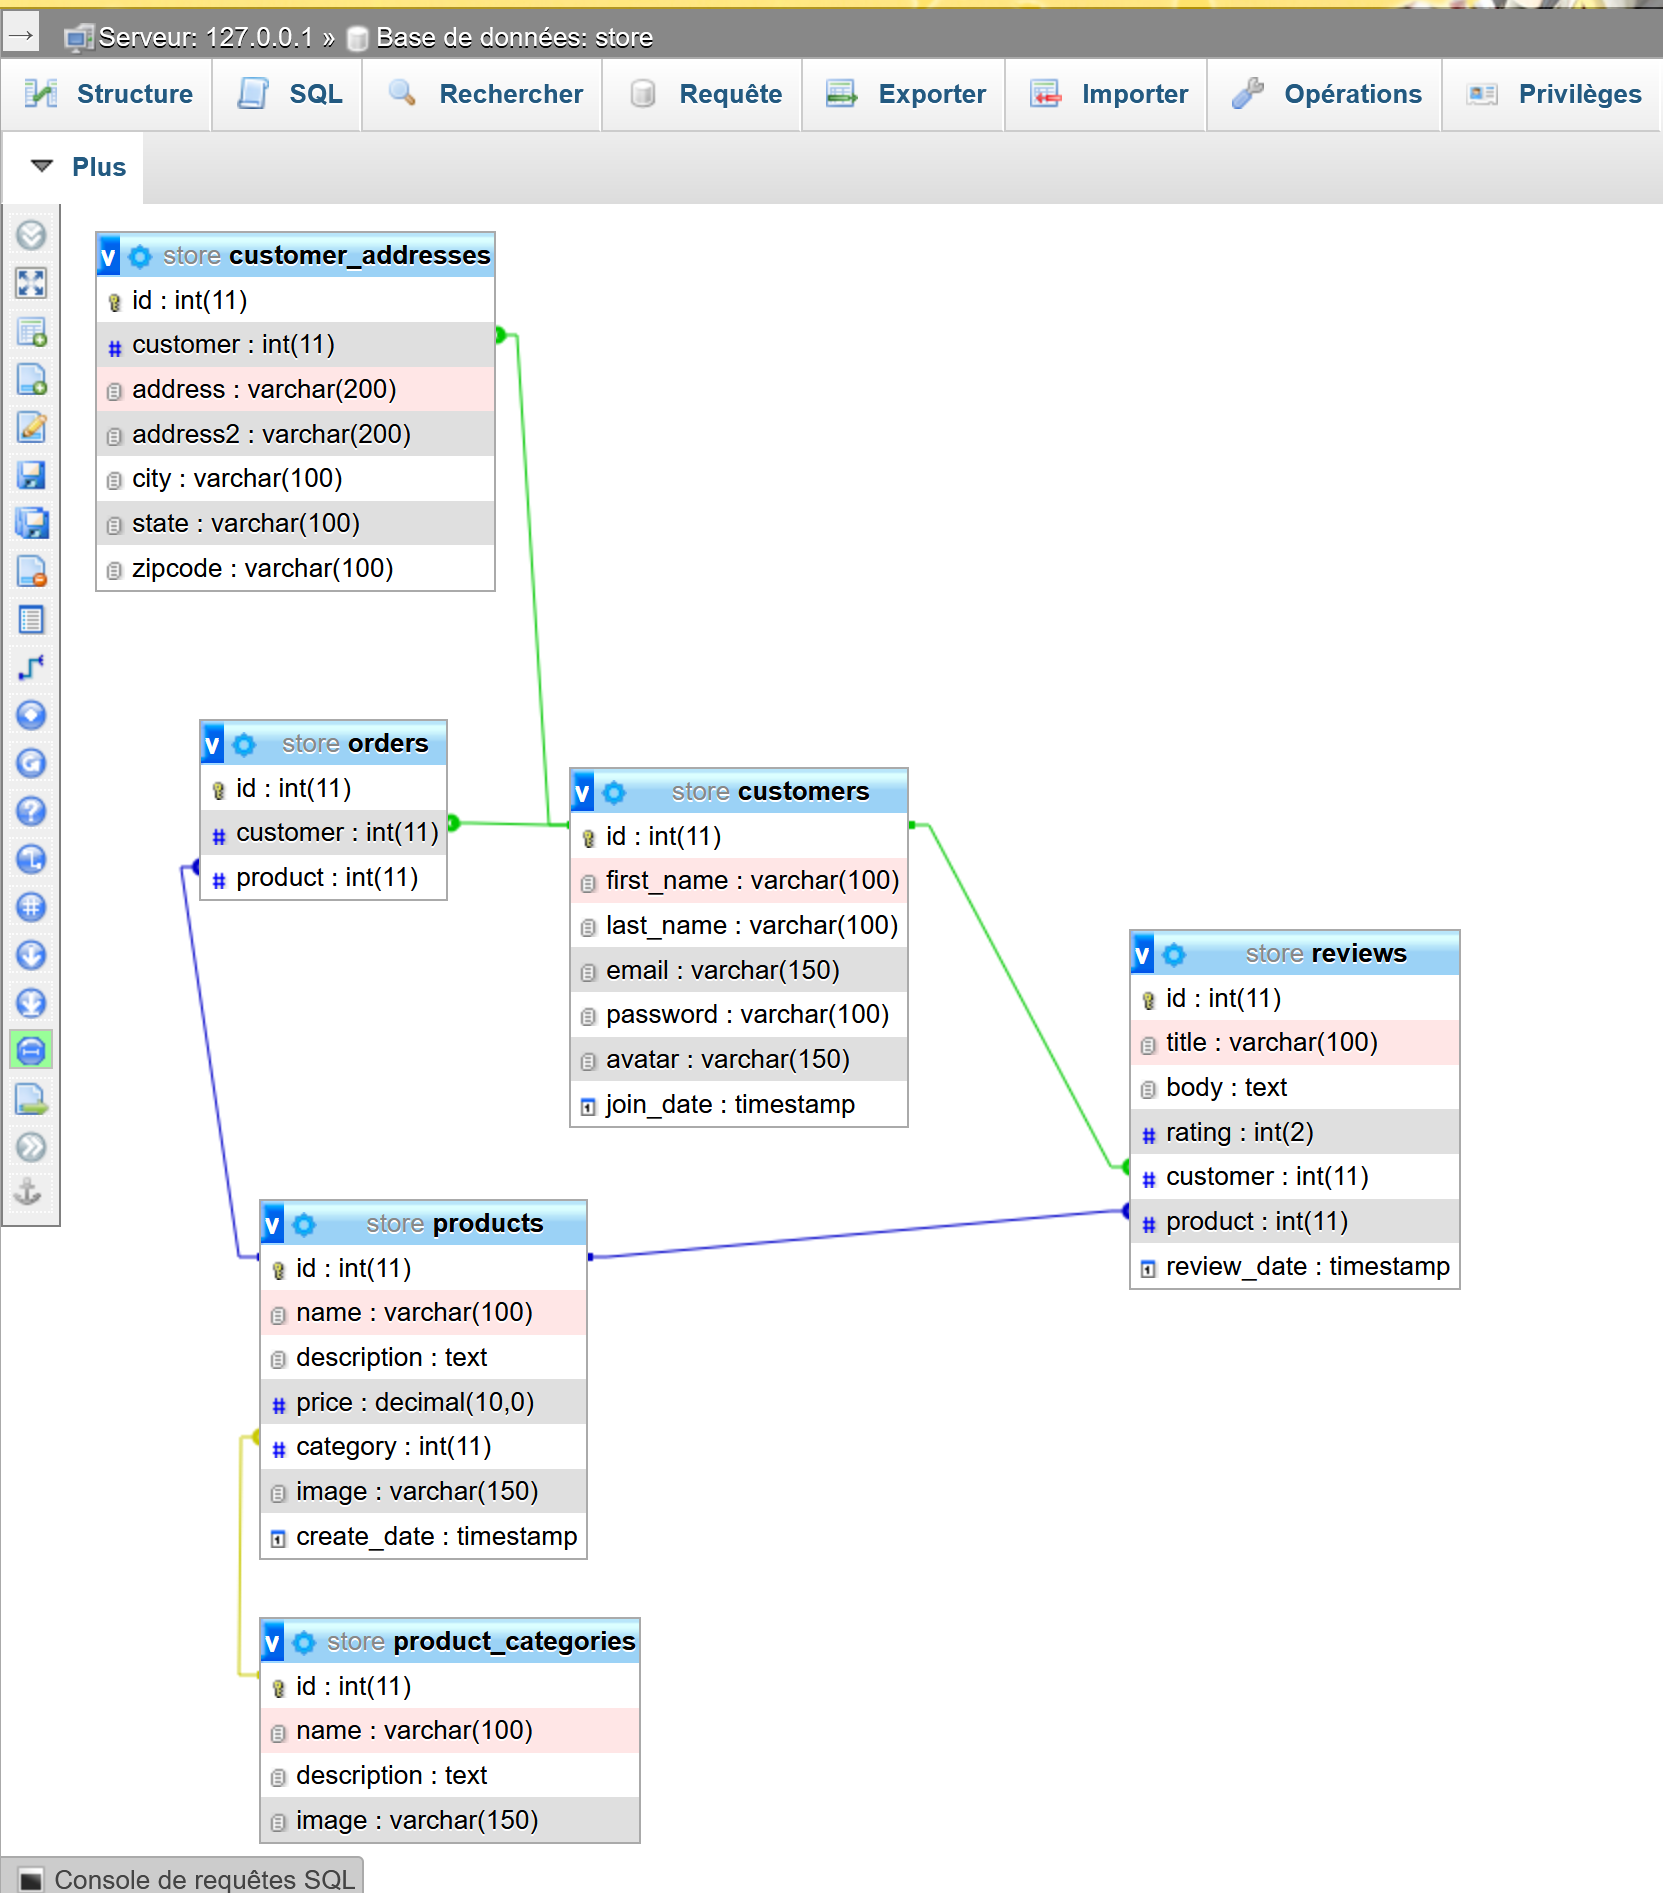 Serveur: 127.0.0.1 » Base de données: store
Structure SQL Rechercher Requête Exporter Importer Opérations Privilèges
Plus
v store customer_addresses
id : int(11)
customer : int(11)
address : varchar(200)
address2 : varchar(200)
city : varchar(100)
state : varchar(100)
zipcode : varchar(100)
v store orders
id : int(11)
customer : int(11)
product : int(11)
v store customers
id : int(11)
first_name : varchar(100)
last_name : varchar(100)
email : varchar(150)
password : varchar(100)
avatar : varchar(150)
join_date : timestamp
v store reviews
id : int(11)
title : varchar(100)
body : text
rating : int(2)
customer : int(11)
product : int(11)
review_date : timestamp
v store products
id : int(11)
name : varchar(100)
description : text
price : decimal(10,0)
category : int(11)
image : varchar(150)
create_date : timestamp
v store product_categories
id : int(11)
name : varchar(100)
description : text
image : varchar(150)
Console de requêtes SQL